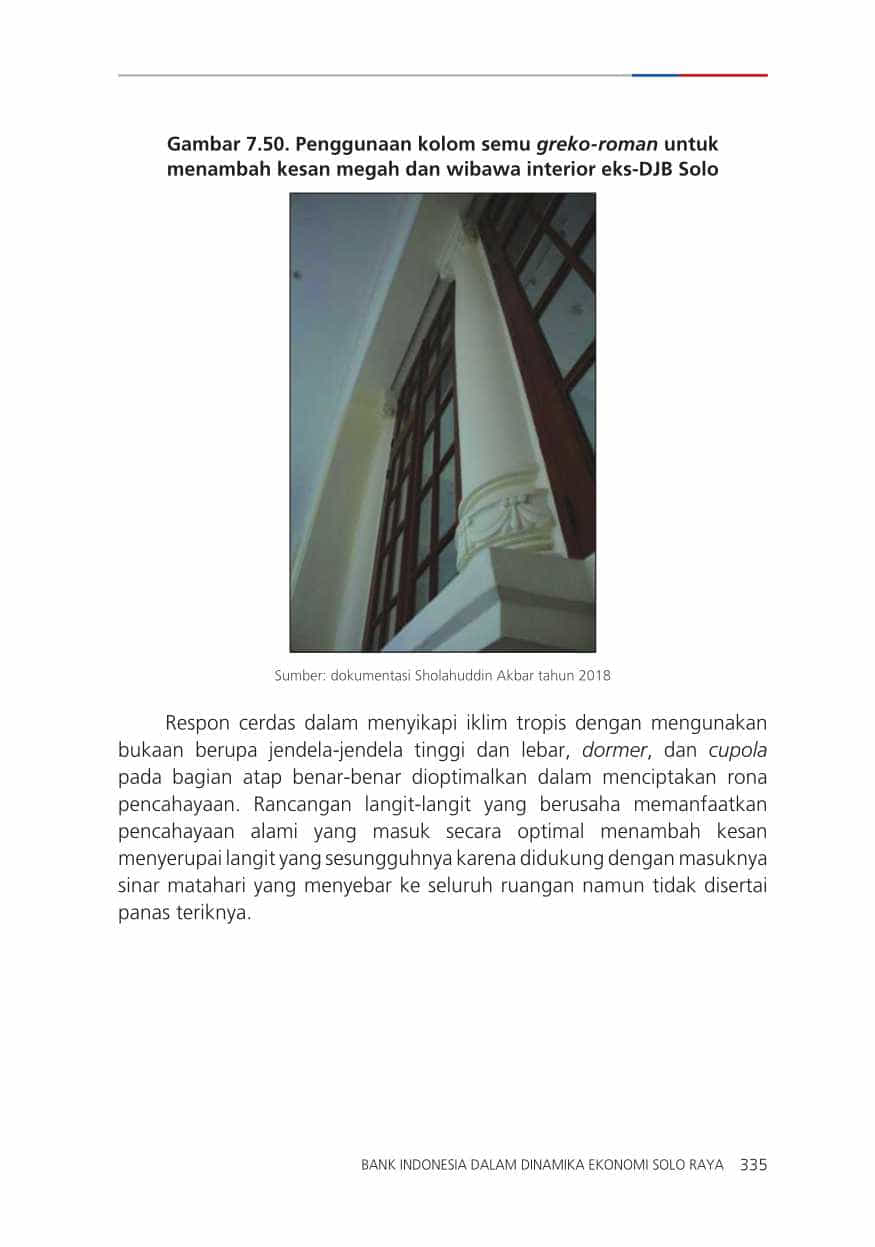 Gambar 7.50. Penggunaan kolom semu greko-roman untuk
menambah kesan megah dan wibawa interior eks-DJB Solo
Sumber: dokumentasi Sholahuddin Akbar tahun 2018
Respon cerdas dalam menyikapi iklim tropis dengan mengunakan
bukaan berupa jendela-jendela tinggi dan lebar, dormer, dan cupola
pada bagian atap benar-benar dioptimalkan dalam menciptakan rona
pencahayaan. Rancangan langit-langit yang berusaha memanfaatkan
pencahayaan alami yang masuk secara optimal menambah kesan
menyerupai langit yang sesungguhnya karena didukung dengan masuknya
sinar matahari yang menyebar ke seluruh ruangan namun tidak disertai
panas teriknya.
BANK INDONESIA DALAM DINAMIKA EKONOMI SOLO RAYA 335